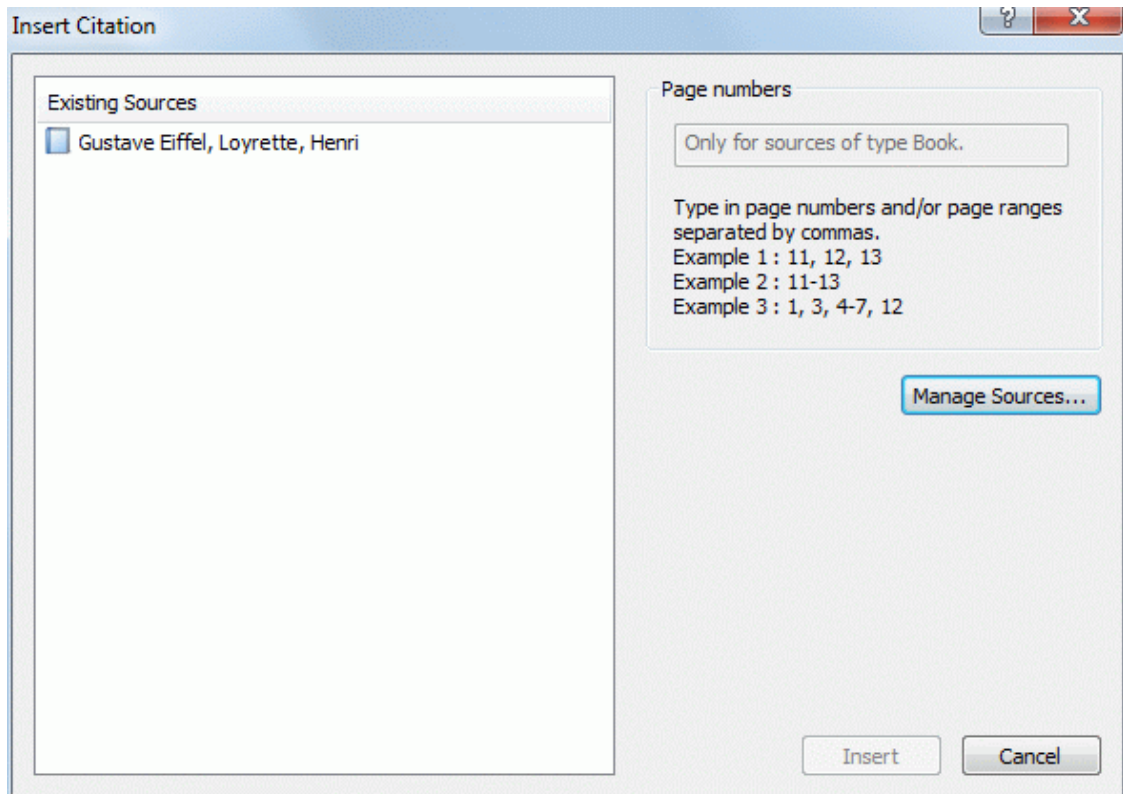 Insert Citation
?
X
Existing Sources
Gustave Eiffel, Loyrette, Henri
Page numbers
Only for sources of type Book.
Type in page numbers and/or page ranges
separated by commas.
Example 1 : 11, 12, 13
Example 2 : 11-13
Example 3 : 1, 3, 4-7, 12
Manage Sources...
Insert
Cancel